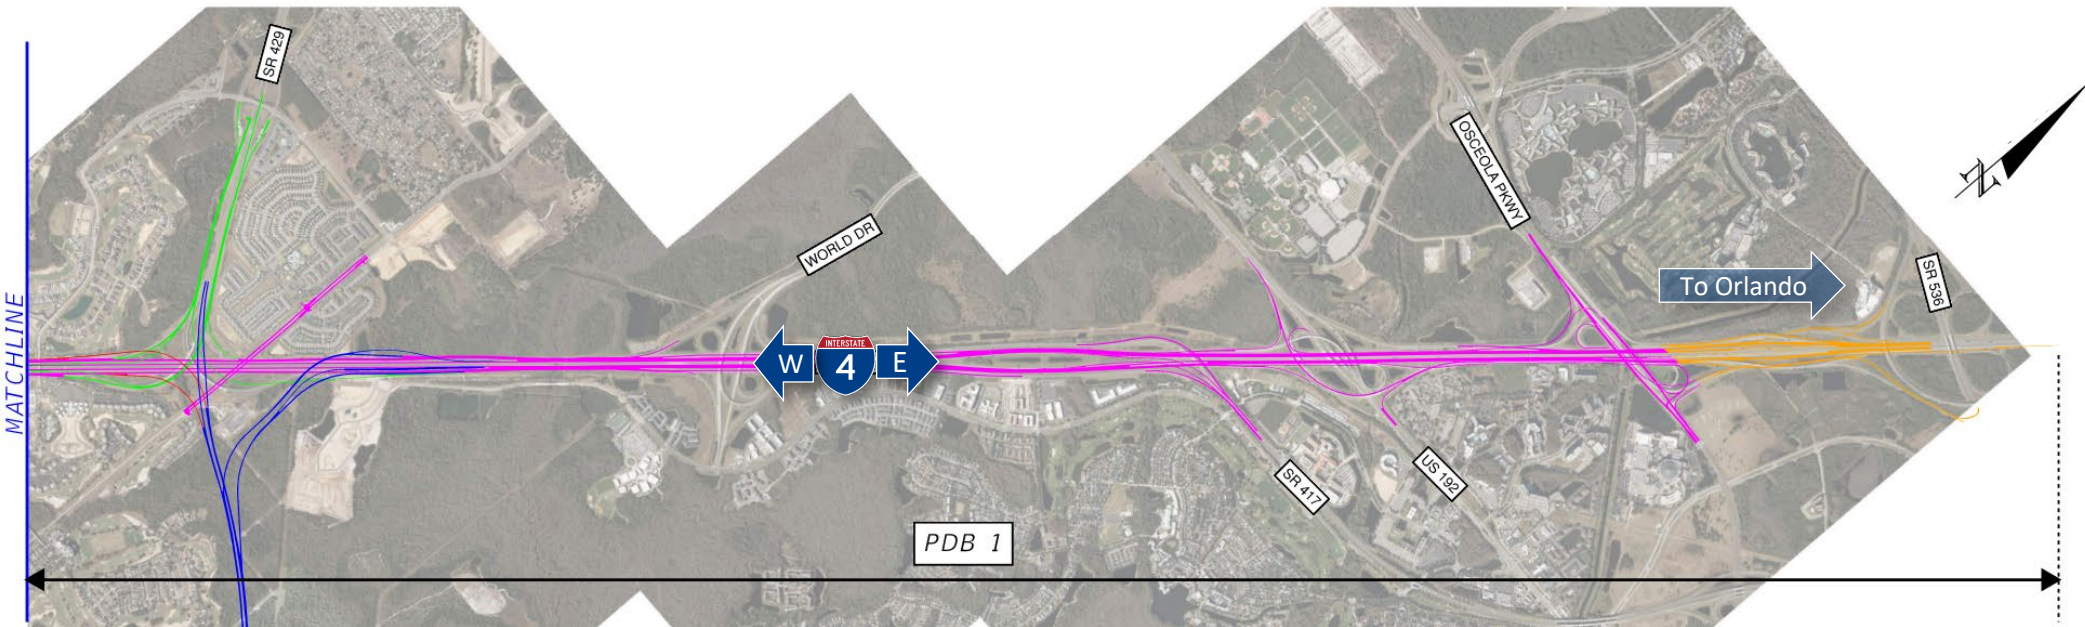 SR 429
MATCHLINE
WORLD DR
W
INTERSTATE
4
E
OSCEOLA PKWY
To Orlando
SR 536
N
SR 417
US 192
PDB 1